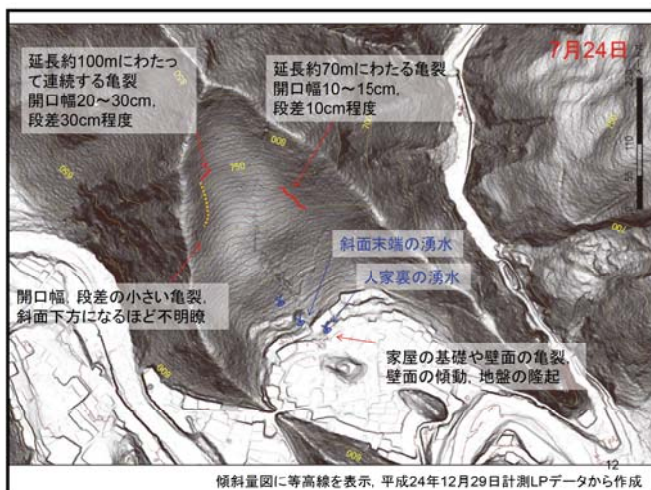 7月24日
延長約100mにわたっ
て連続する亀裂
開口幅20～30cm,
段差30cm程度
延長約70mにわたる亀裂
開口幅10～15cm,
段差10cm程度
750
斜面末端の湧水
人家裏の湧水
開口幅, 段差の小さい亀裂,
斜面下方になるほど不明瞭
家屋の基礎や壁面の亀裂,
壁面の傾動, 地盤の隆起
12
傾斜量図に等高線を表示, 平成24年12月29日計測LPデータから作成